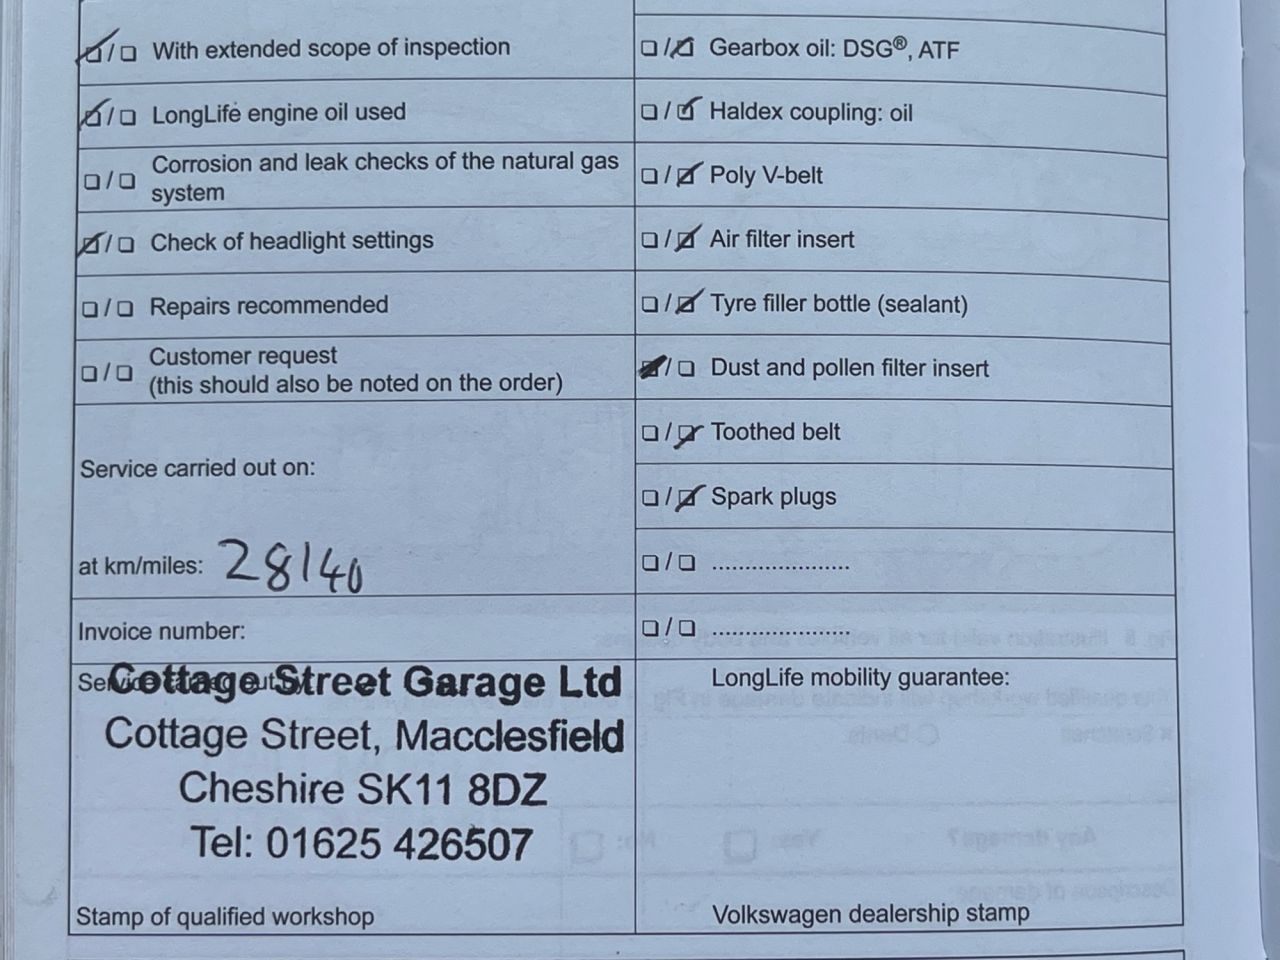 With extended scope of inspection
LongLife engine oil used
Corrosion and leak checks of the natural gas
system
Check of headlight settings
Repairs recommended
Customer request
(this should also be noted on the order)
Service carried out on:
at km/miles: 28140
Invoice number:
Cottage Street Garage Ltd
Cottage Street, Macclesfield
Cheshire SK11 8DZ
Tel: 01625 426507
Stamp of qualified workshop
Gearbox oil: DSG®, ATF
Haldex coupling: oil
Poly V-belt
Air filter insert
Tyre filler bottle (sealant)
Dust and pollen filter insert
Toothed belt
Spark plugs
.....................
.....................
LongLife mobility guarantee:
Volkswagen dealership stamp